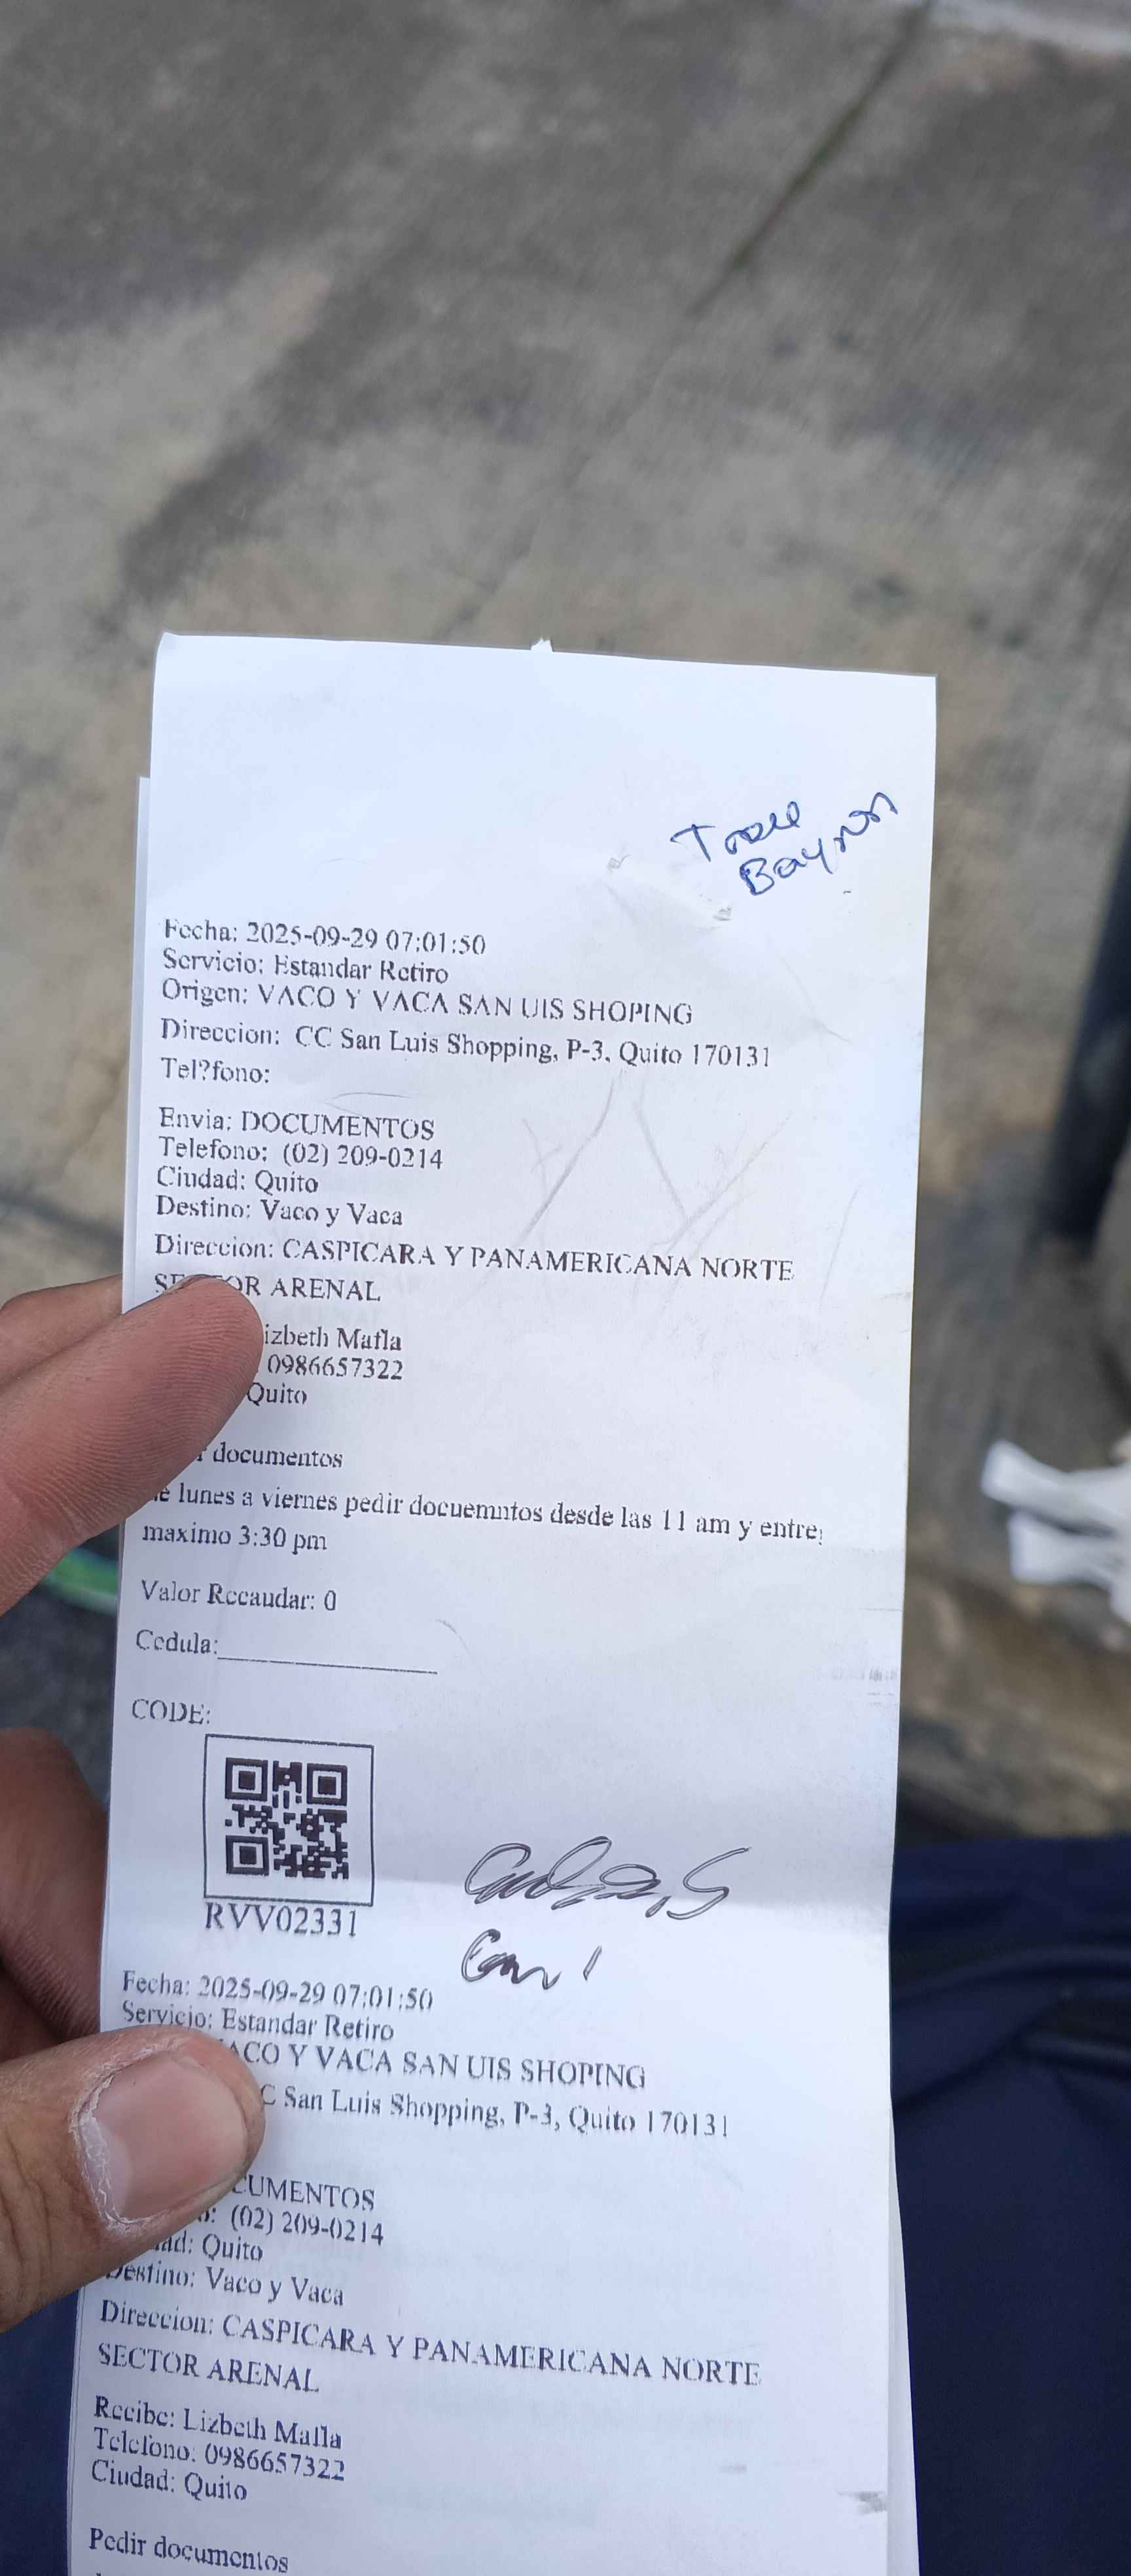 Bayron
Fecha: 2025-09-29 07:01:50
Servicio: Estandar Retiro
Origen: VACO Y VACA SAN UIS SHOPING
Direccion: CC San Luis Shopping, P-3, Quito 170131
Tel?fono:
Envia: DOCUMENTOS
Telefono: (02) 209-0214
Ciudad: Quito
Destino: Vaco y Vaca
Direccion: CASPICARA Y PANAMERICANA NORTE
SECTOR ARENAL
izbeth Mafla
0986657322
Quito
documentos
e lunes a viernes pedir docuemntos desde las 11 am y entre
maximo 3:30 pm
Valor Recaudar: 0
Cedula:
CODE:
RVV02331
Fecha: 2025-09-29 07:01:50
Servicio: Estandar Retiro
ACO Y VACA SAN UIS SHOPING
C San Luis Shopping, P-3, Quito 170131
CUMENTOS
o: (02) 209-0214
ad: Quito
Destino: Vaco y Vaca
Direccion: CASPICARA Y PANAMERICANA NORTE
SECTOR ARENAL
Recibe: Lizbeth Mafla
Telefono: 0986657322
Ciudad: Quito
Pedir documentos